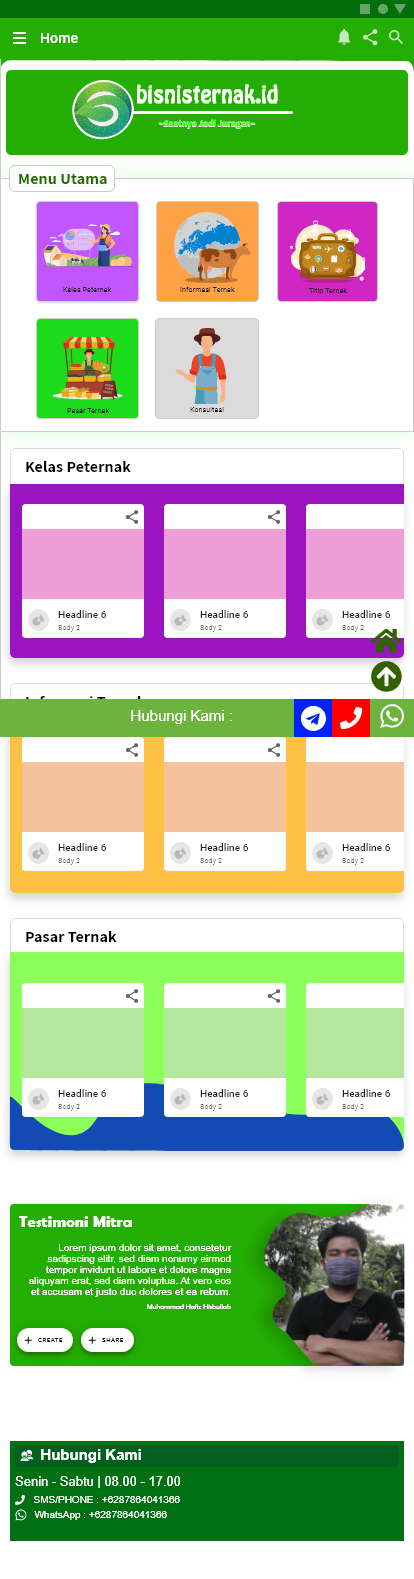 Home
bisnisternak.id
~Saatnya Jadi Juragan~
Menu Utama
Kelas Peternak
Informasi Ternak
Titip Ternak
Pasar Ternak
Konsultasi
Kelas Peternak
Headline 6
Body 2
Headline 6
Body 2
Headline 6
Body 2
Hubungi Kami :
Headline 6
Body 2
Headline 6
Body 2
Headline 6
Body 2
Pasar Ternak
Headline 6
Body 2
Headline 6
Body 2
Headline 6
Body 2
Testimoni Mitra
Lorem ipsum dolor sit amet, consetetur
sadipscing elitr, sed diam nonumy eirmod
tempor invidunt ut labore et dolore magna
aliquyam erat, sed diam voluptua. At vero eos
et accusam et justo duo dolores et ea rebum.
Muhammad Hafiz Hisbullah
CREATE
SHARE
Hubungi Kami
Senin - Sabtu | 08.00 - 17.00
SMS/PHONE : +6287864041366
WhatsApp : +6287864041366